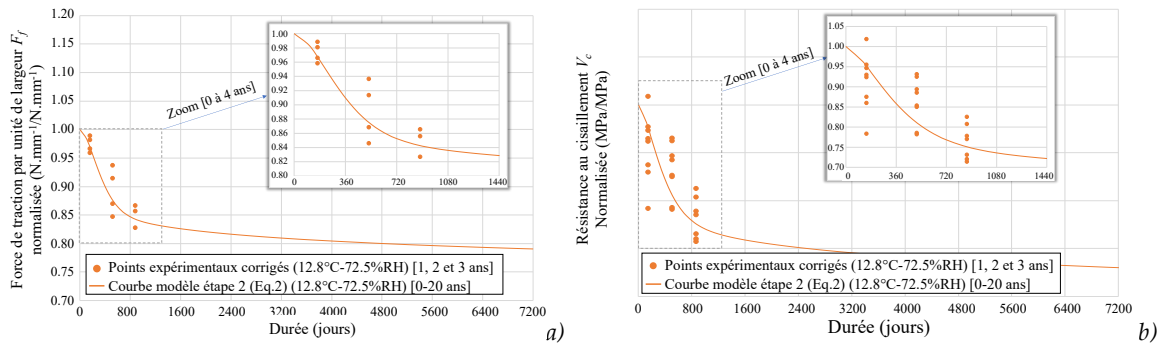 a)
Force de traction par unité de largeur Ff
normalisée (N.mm⁻¹/N.mm⁻¹)
1.20
1.15
1.10
1.05
1.00
0.95
0.90
0.85
0.80
0.75
0.70
0 800 1600 2400 3200 4000 4800 5600 6400 7200
Durée (jours)
Zoom [0 à 4 ans]
1.00
0.98
0.96
0.94
0.92
0.90
0.88
0.86
0.84
0.82
0.80
0 360 720 1080 1440
Points expérimentaux corrigés (12.8°C-72.5%RH) [1, 2 et 3 ans]
Courbe modèle étape 2 (Eq.2) (12.8°C-72.5%RH) [0-20 ans]
a)
b)
Résistance au cisaillement Vc
Normalisée (MPa/MPa)
0 800 1600 2400 3200 4000 4800 5600 6400 7200
Durée (jours)
Zoom [0 à 4 ans]
1.05
1.00
0.95
0.90
0.85
0.80
0.75
0.70
0 360 720 1080 1440
Points expérimentaux corrigés (12.8°C-72.5%RH) [1, 2 et 3 ans]
Courbe modèle étape 2 (Eq.2) (12.8°C-72.5%RH) [0-20 ans]
b)